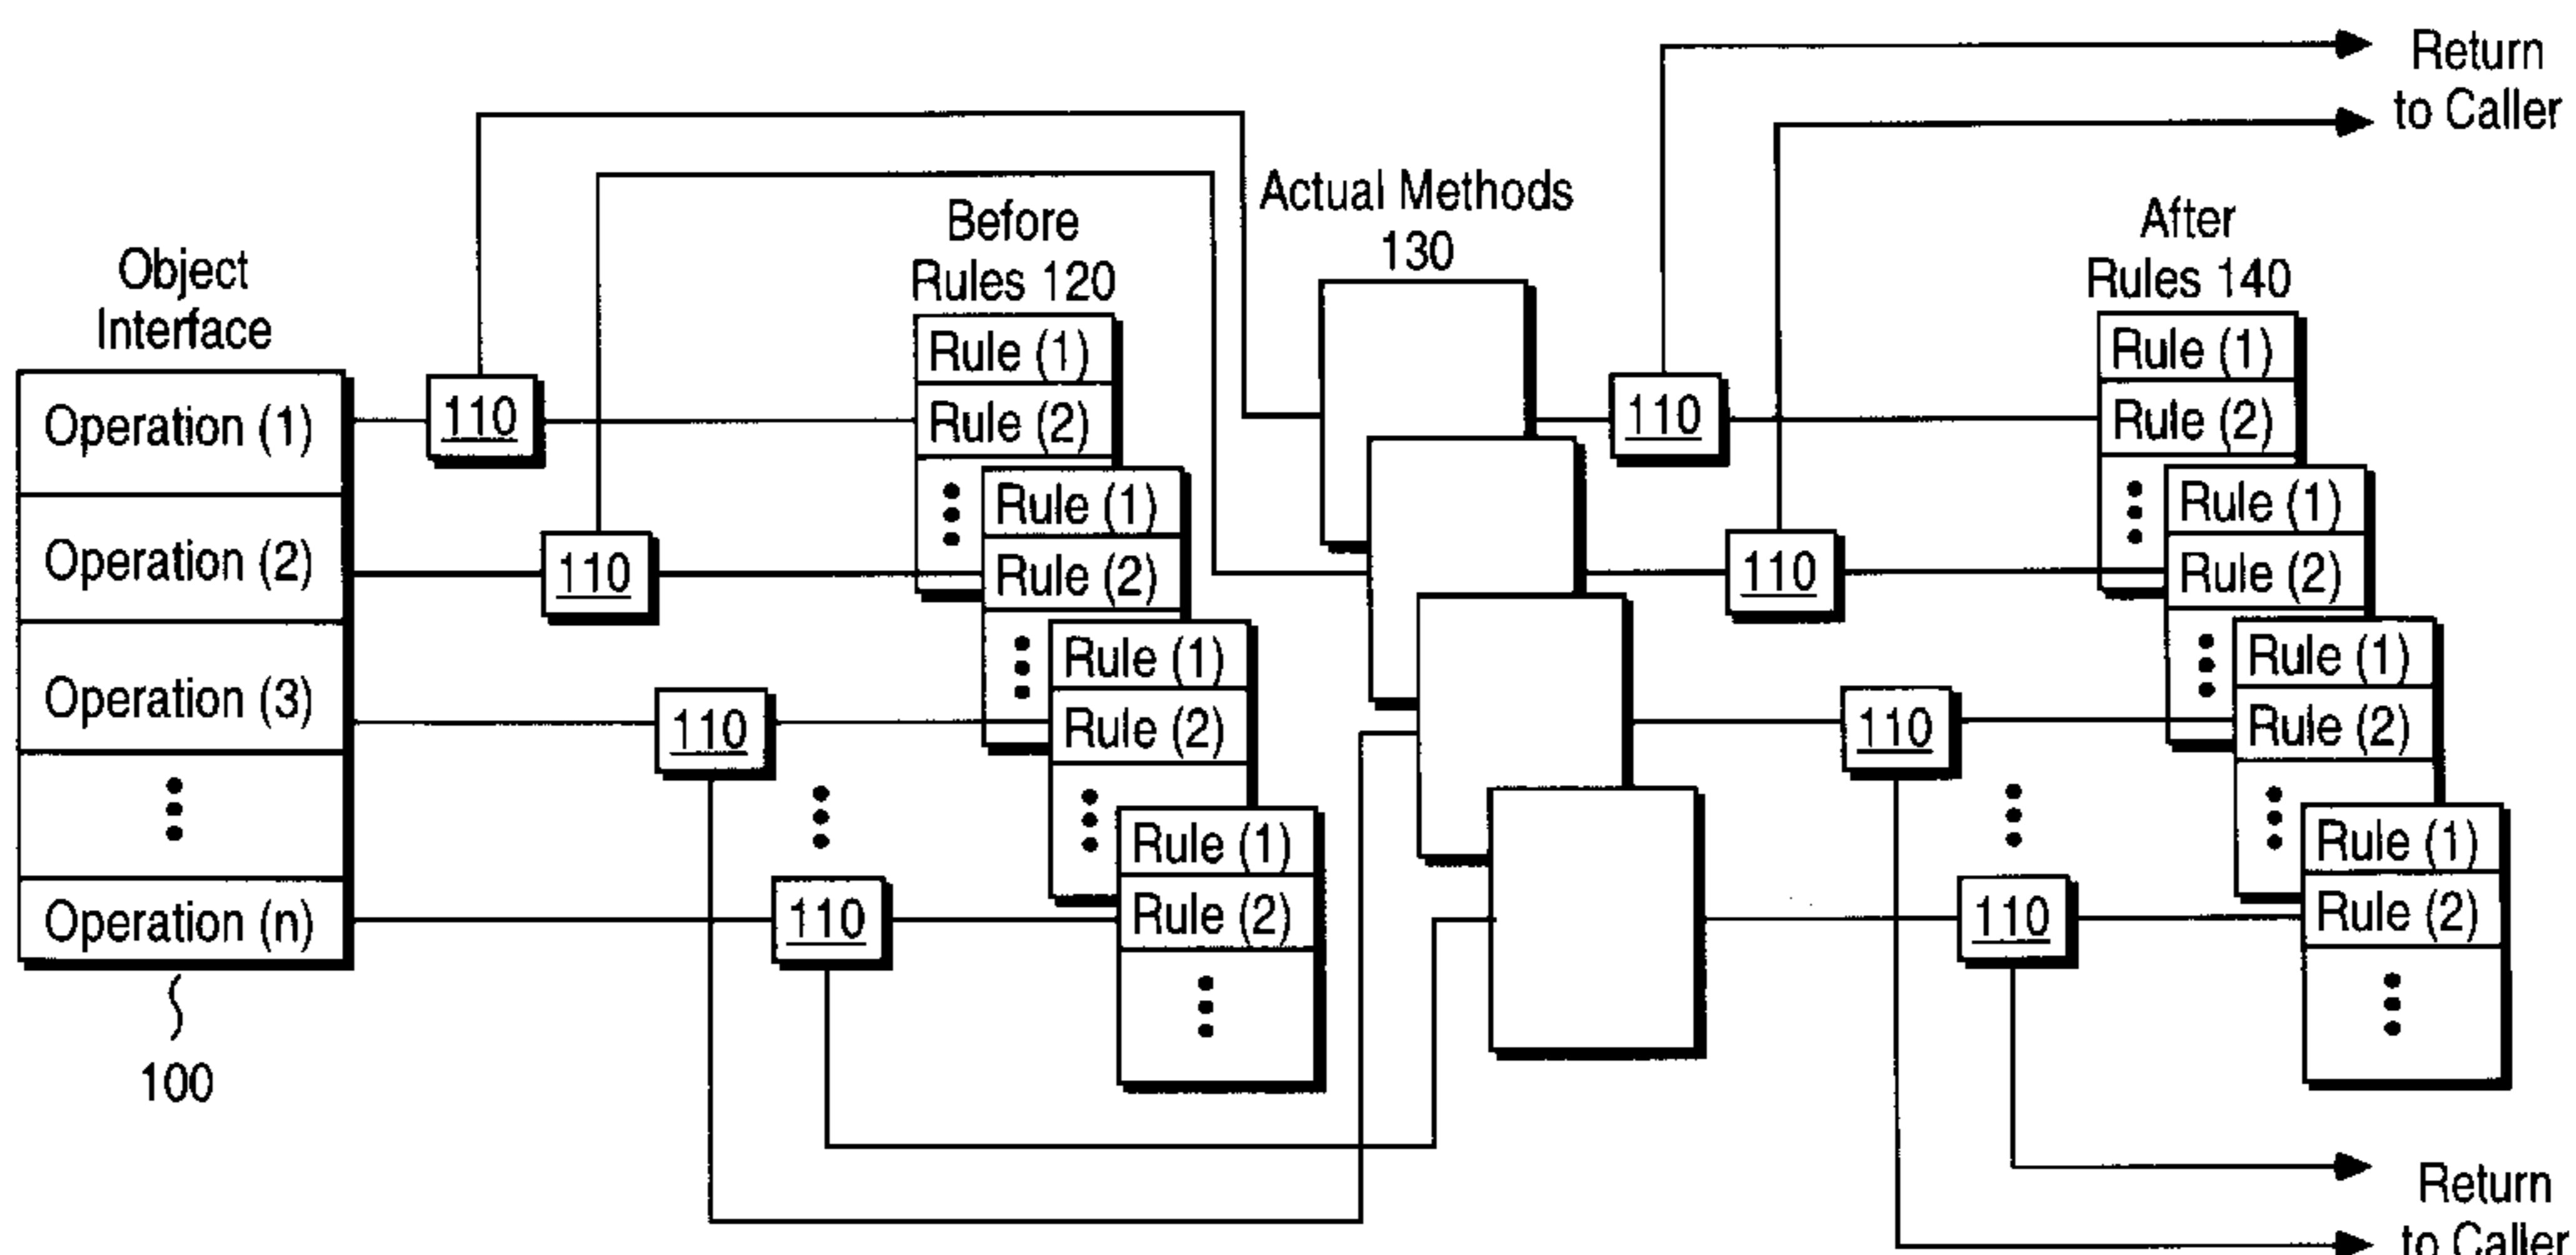 Return
to Caller
Actual Methods
130
Before
Rules 120
After
Rules 140
Object
Interface
Operation (1)
Operation (2)
Operation (3)
Operation (n)
100
110
110
110
110
Rule (1)
Rule (2)
Rule (1)
Rule (2)
Rule (1)
Rule (2)
Rule (1)
Rule (2)
110
110
110
110
Rule (1)
Rule (2)
Rule (1)
Rule (2)
Rule (1)
Rule (2)
Rule (1)
Rule (2)
Return
to Caller